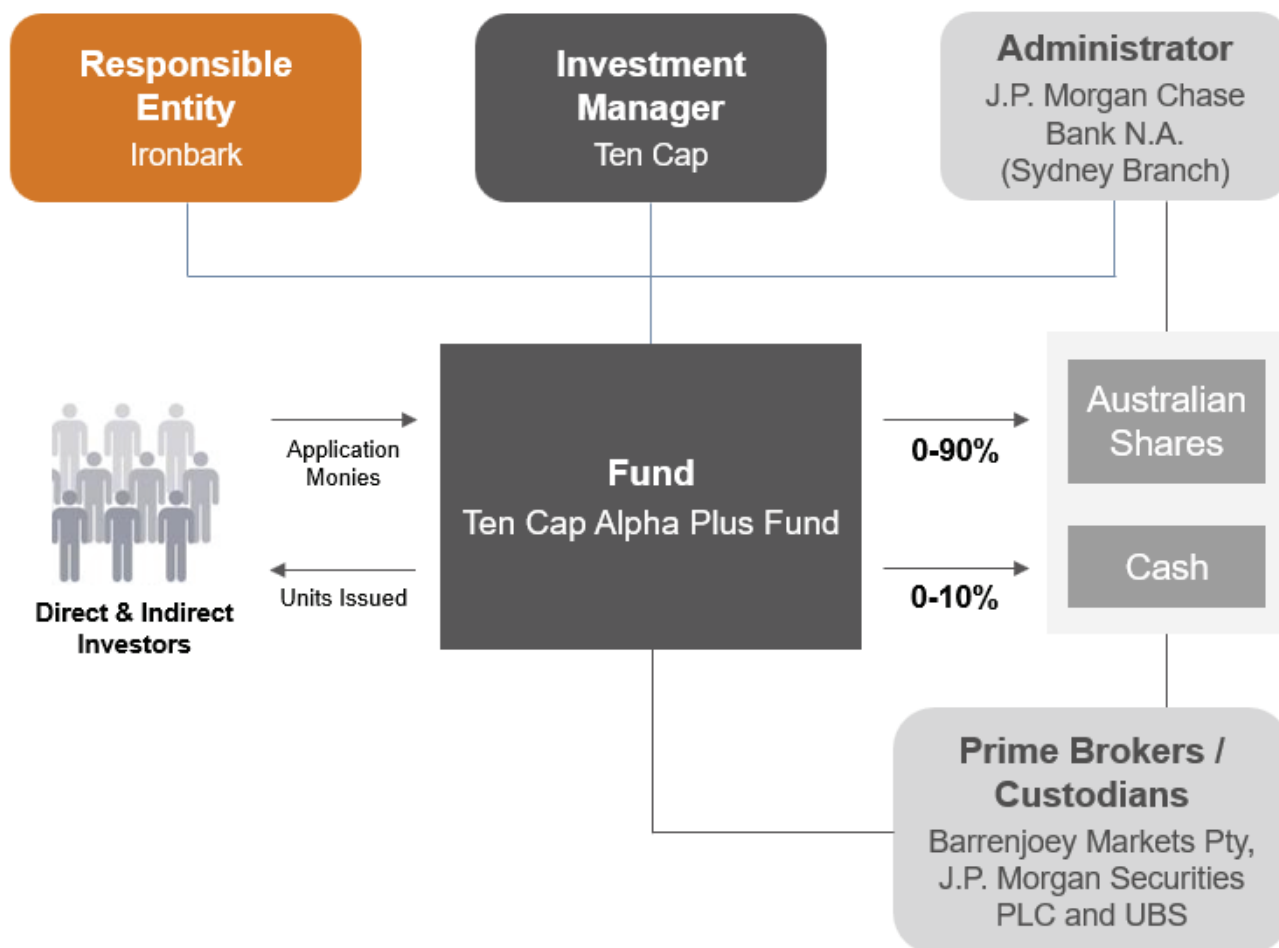 Responsible
Entity
Ironbark
Investment
Manager
Ten Cap
Administrator
J.P. Morgan Chase
Bank N.A.
(Sydney Branch)
Direct & Indirect
Investors
Application
Monies
Units Issued
Fund
Ten Cap Alpha Plus Fund
0-90%
0-10%
Australian
Shares
Cash
Prime Brokers /
Custodians
Barrenjoey Markets Pty,
J.P. Morgan Securities
PLC and UBS